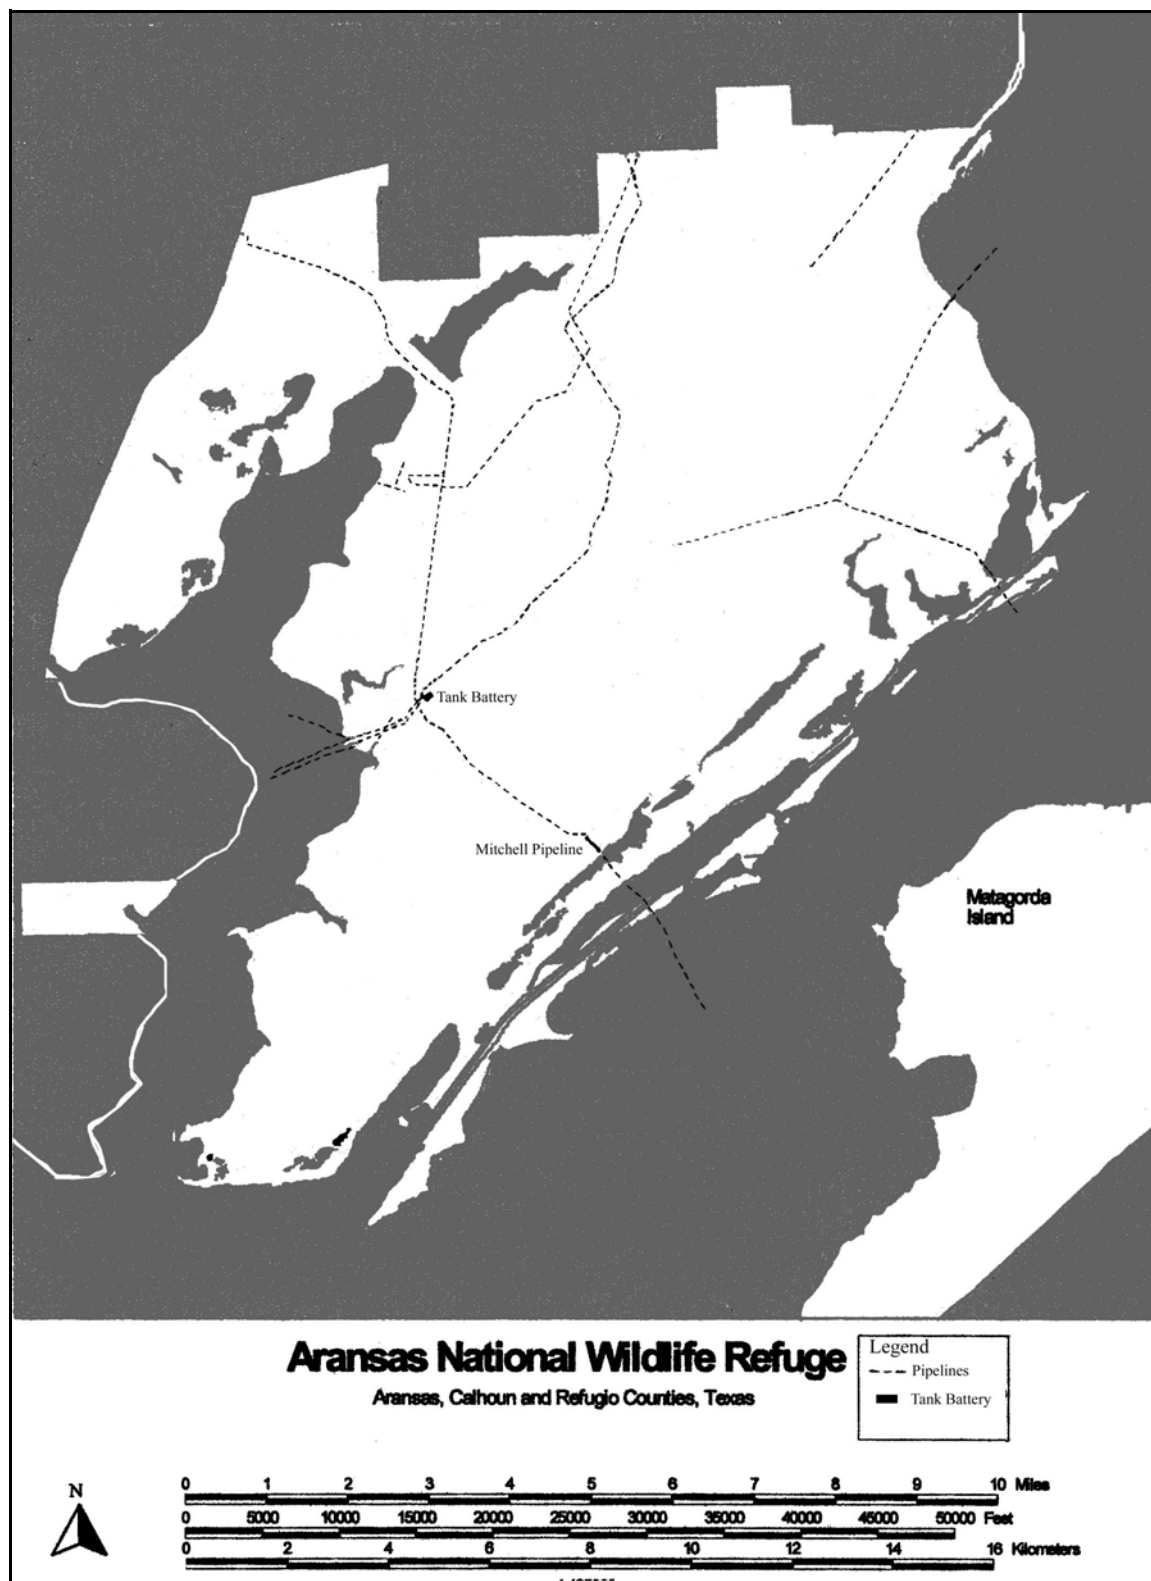 Tank Battery
Mitchell Pipeline
Matagorda
Island
Aransas National Wildlife Refuge
Aransas, Calhoun and Refugio Counties, Texas
Legend
Pipelines
Tank Battery
N
0 1 2 3 4 5 6 7 8 9 10 Miles
0 5000 10000 15000 20000 25000 30000 35000 40000 45000 50000 Feet
0 2 4 6 8 10 12 14 16 Kilometers